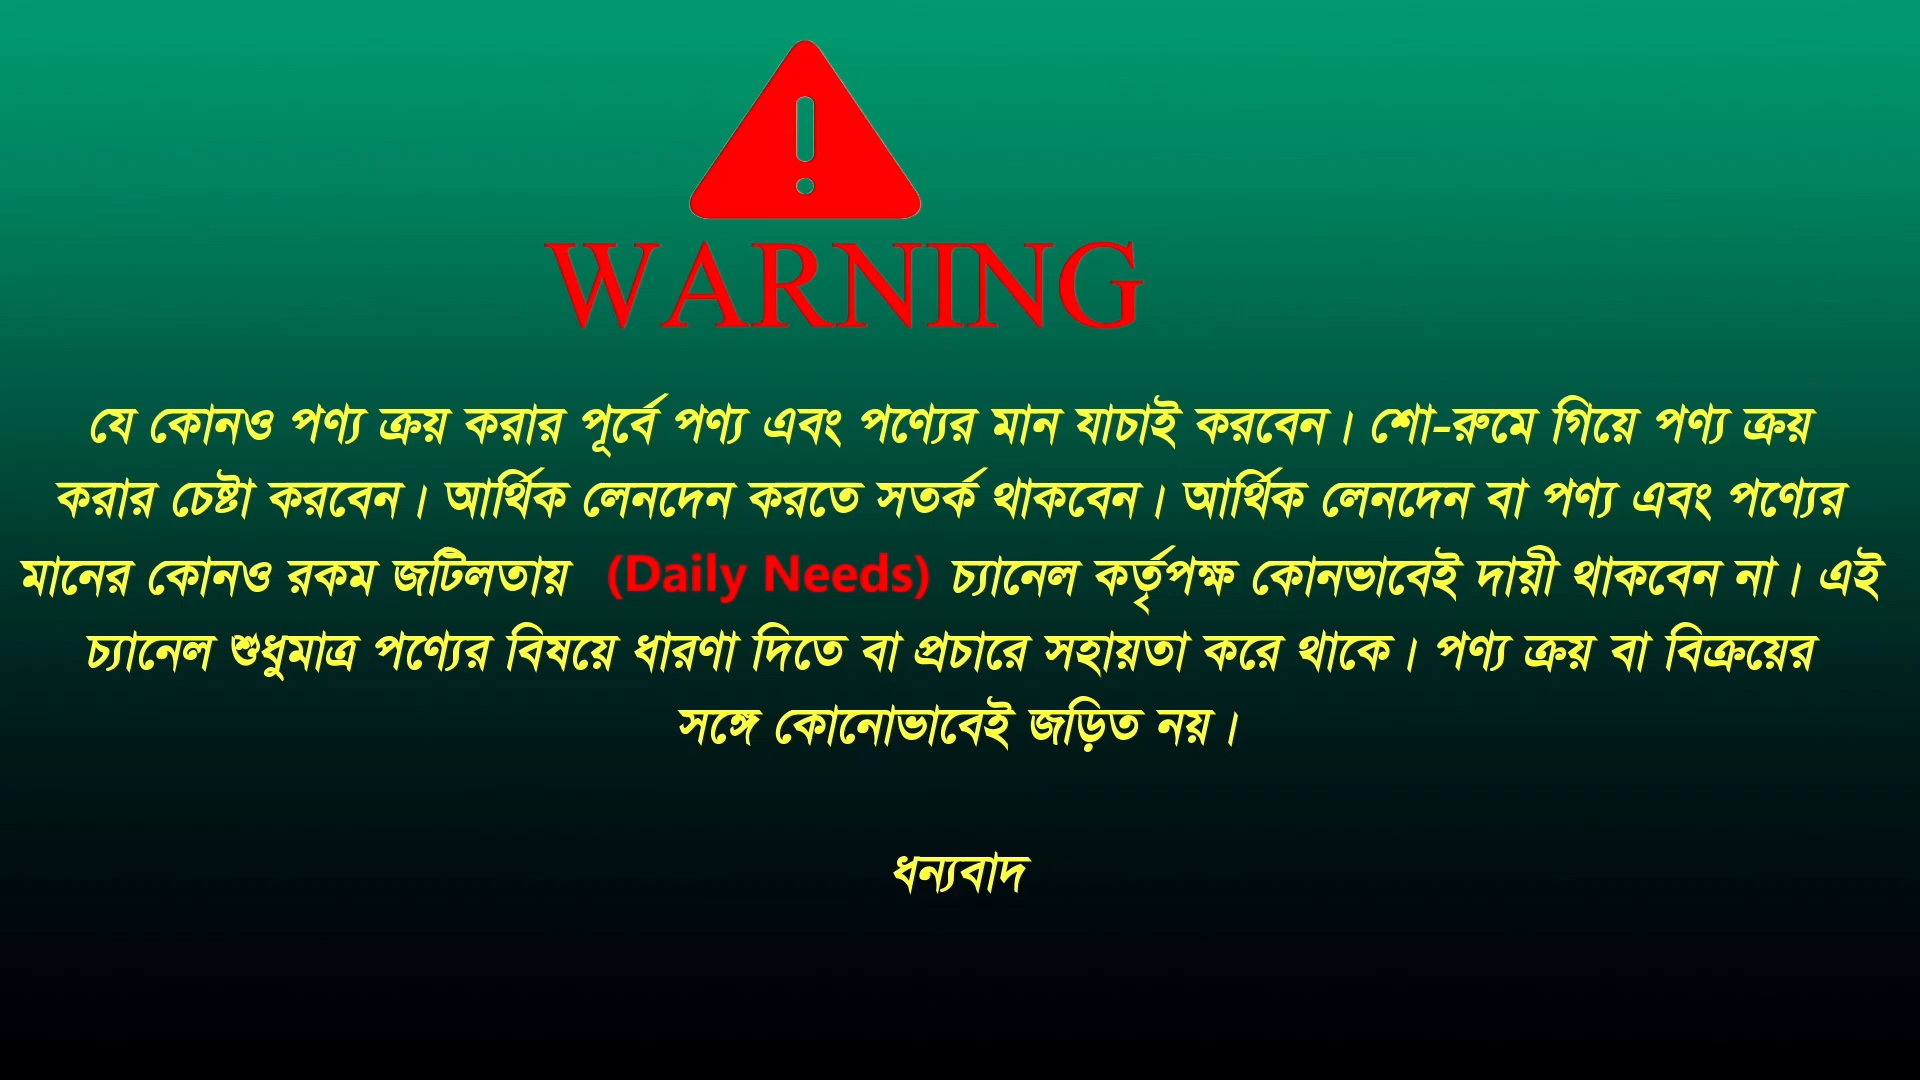 WARNING
যে কোনও পণ্য ক্রয় করার পূর্বে পণ্য এবং পণ্যের মান যাচাই করবেন। শো-রুমে গিয়ে পণ্য ক্রয়
করার চেষ্টা করবেন। আর্থিক লেনদেন করতে সতর্ক থাকবেন। আর্থিক লেনদেন বা পণ্য এবং পণ্যের
মানের কোনও রকম জটিলতায় (Daily Needs) চ্যানেল কর্তৃপক্ষ কোনভাবেই দায়ী থাকবেন না। এই
চ্যানেল শুধুমাত্র পণ্যের বিষয়ে ধারণা দিতে বা প্রচারে সহায়তা করে থাকে। পণ্য ক্রয় বা বিক্রয়ের
সঙ্গে কোনোভাবেই জড়িত নয়।
ধন্যবাদ